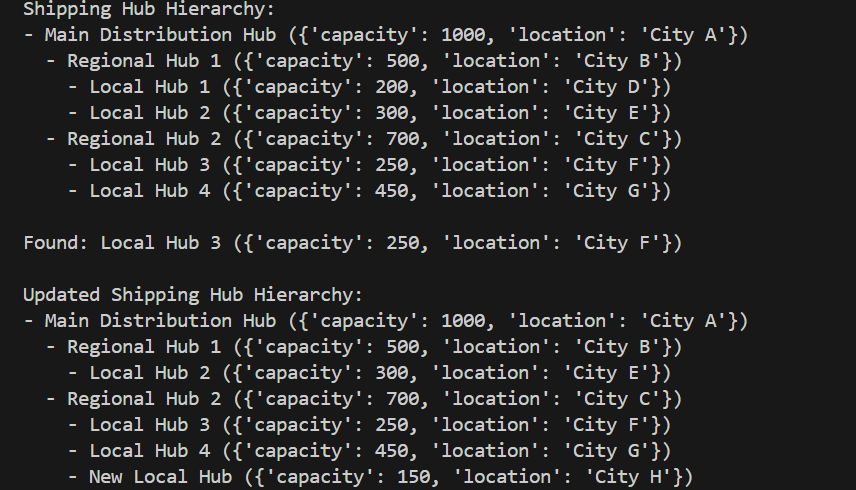 Shipping Hub Hierarchy:
- Main Distribution Hub ({'capacity': 1000, 'location': 'City A'})
  - Regional Hub 1 ({'capacity': 500, 'location': 'City B'})
    - Local Hub 1 ({'capacity': 200, 'location': 'City D'})
    - Local Hub 2 ({'capacity': 300, 'location': 'City E'})
  - Regional Hub 2 ({'capacity': 700, 'location': 'City C'})
    - Local Hub 3 ({'capacity': 250, 'location': 'City F'})
    - Local Hub 4 ({'capacity': 450, 'location': 'City G'})

Found: Local Hub 3 ({'capacity': 250, 'location': 'City F'})

Updated Shipping Hub Hierarchy:
- Main Distribution Hub ({'capacity': 1000, 'location': 'City A'})
  - Regional Hub 1 ({'capacity': 500, 'location': 'City B'})
    - Local Hub 2 ({'capacity': 300, 'location': 'City E'})
  - Regional Hub 2 ({'capacity': 700, 'location': 'City C'})
    - Local Hub 3 ({'capacity': 250, 'location': 'City F'})
    - Local Hub 4 ({'capacity': 450, 'location': 'City G'})
    - New Local Hub ({'capacity': 150, 'location': 'City H'})